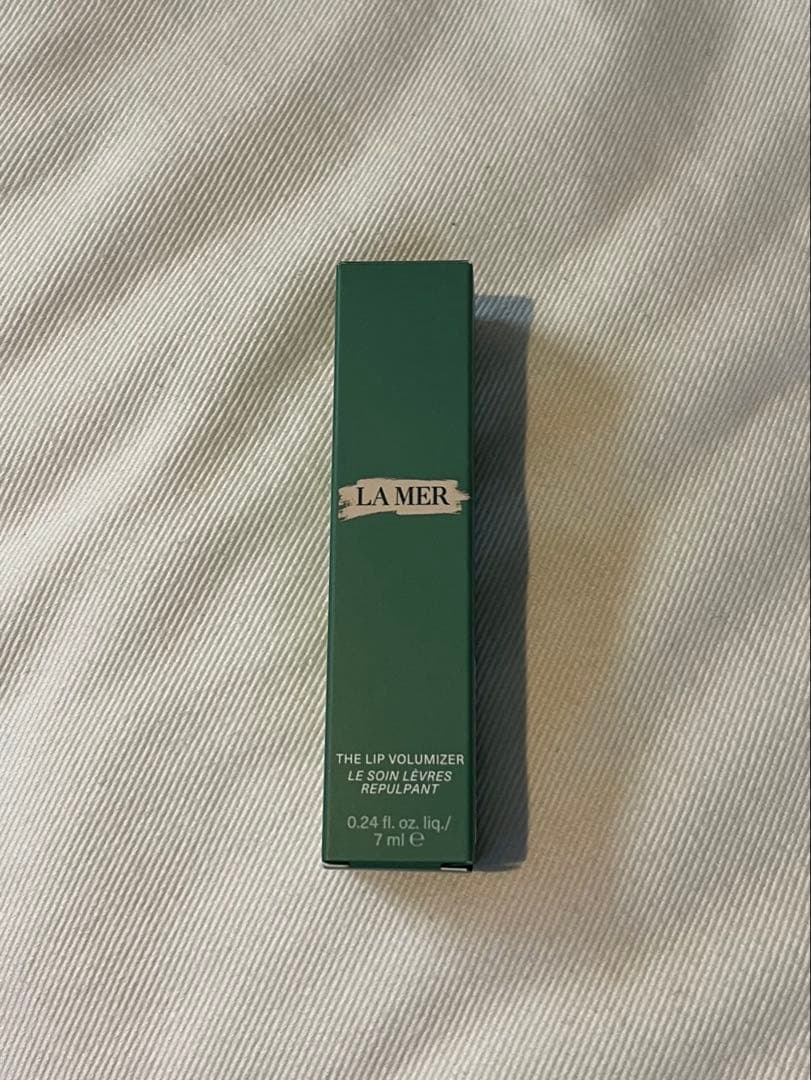 LA MER
THE LIP VOLUMIZER
LE SOIN LÈVRES
REPULPANT
0.24 fl. oz. liq./
7 ml ℮